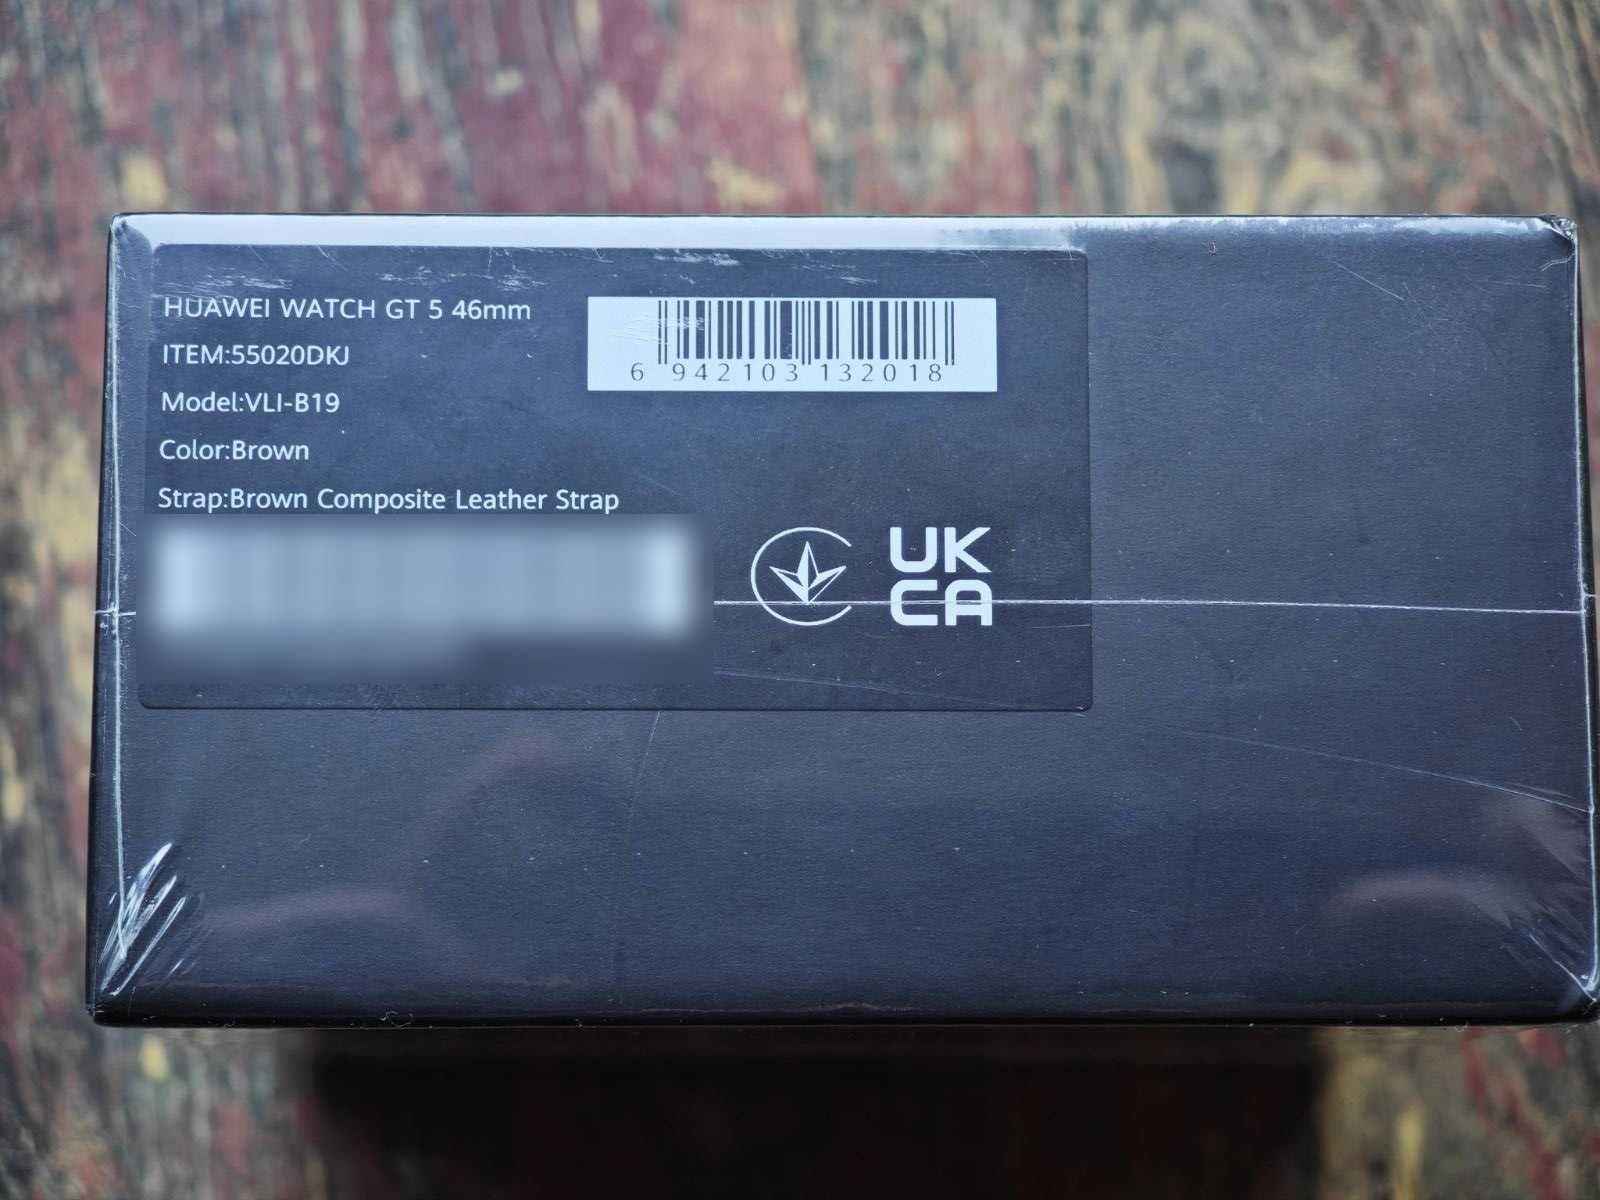 HUAWEI WATCH GT 5 46mm
ITEM:55020DKJ
Model:VLI-B19
Color:Brown
Strap:Brown Composite Leather Strap
6 942103 132018
UK
CA